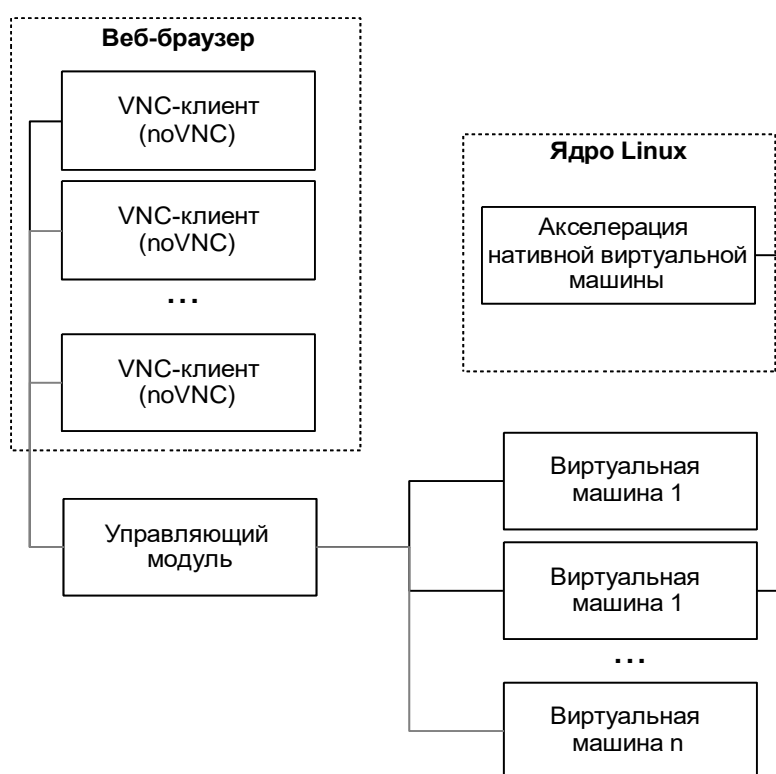 Веб-браузер
VNC-клиент
(noVNC)
VNC-клиент
(noVNC)
...
VNC-клиент
(noVNC)
Ядро Linux
Акселерация
нативной виртуальной
машины
Управляющий
модуль
Виртуальная
машина 1
Виртуальная
машина 1
...
Виртуальная
машина n